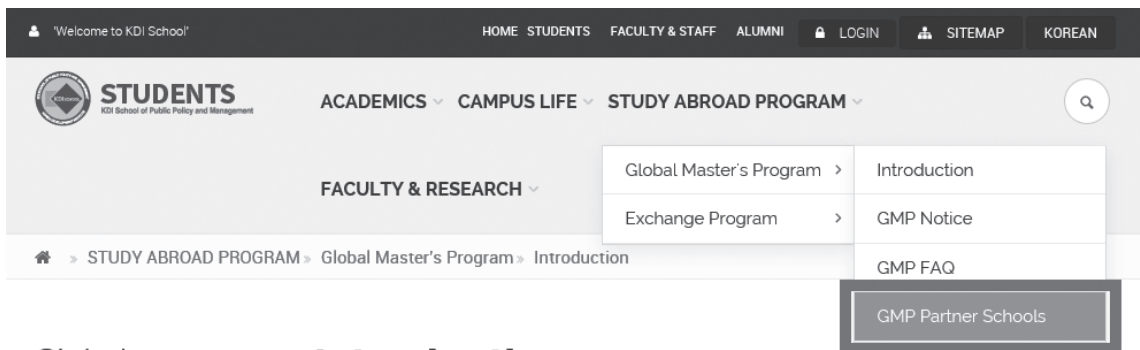 'Welcome to KDI School'
HOME STUDENTS FACULTY & STAFF ALUMNI LOGIN SITEMAP KOREAN
STUDENTS
KDI School of Public Policy and Management
ACADEMICS CAMPUS LIFE STUDY ABROAD PROGRAM
FACULTY & RESEARCH
Global Master's Program >
Exchange Program >
Introduction
GMP Notice
GMP FAQ
GMP Partner Schools
» STUDY ABROAD PROGRAM » Global Master's Program » Introduction